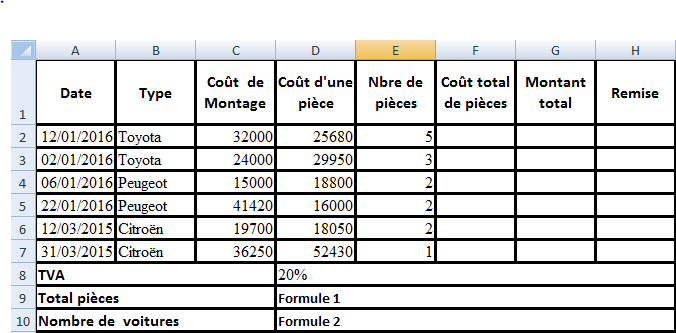 A B C D E F G H
1 Date Type Coût de Montage Coût d'une pièce Nbre de pièces Coût total de pièces Montant total Remise
2 12/01/2016 Toyota 32000 25680 5
3 02/01/2016 Toyota 24000 29950 3
4 06/01/2016 Peugeot 15000 18800 2
5 22/01/2016 Peugeot 41420 16000 2
6 12/03/2015 Citroën 19700 18050 2
7 31/03/2015 Citroën 36250 52430 1
8 TVA 20%
9 Total pièces Formule 1
10 Nombre de voitures Formule 2